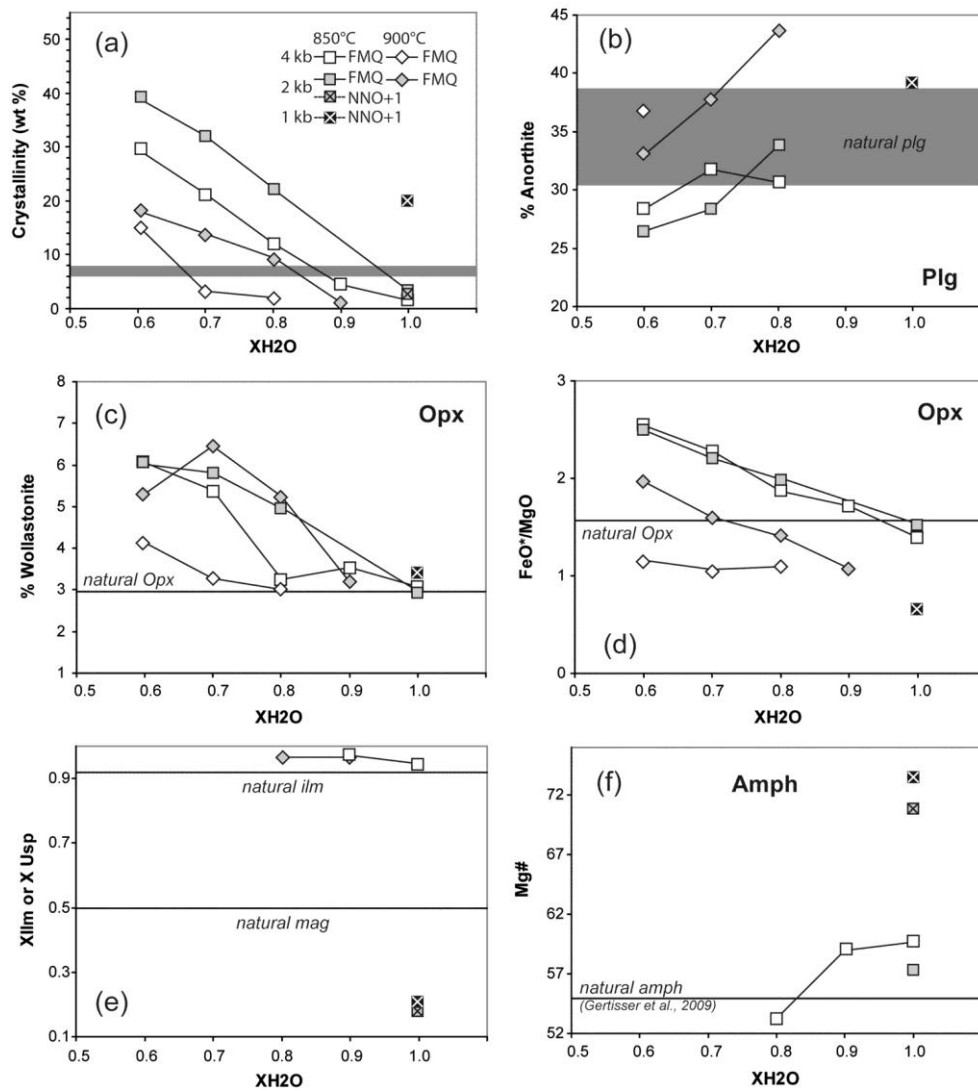 (a)
850°C 900°C
4 kb FMQ FMQ
2 kb FMQ FMQ
NNO+1
1 kb NNO+1
Crystallinity (wt %)
50
40
30
20
10
0
0.5 0.6 0.7 0.8 0.9 1.0
XH2O
(b)
% Anorthite
45
40
35
30
25
20
natural plg
Plg
0.5 0.6 0.7 0.8 0.9 1.0
XH2O
(c)
Opx
% Wollastonite
8
7
6
5
4
3
2
1
natural Opx
0.5 0.6 0.7 0.8 0.9 1.0
XH2O
Opx
FeO*/MgO
3
2
1
0
natural Opx
(d)
0.5 0.6 0.7 0.8 0.9 1.0
XH2O
XIlm or X Usp
0.9
0.7
0.5
0.3
0.1
natural ilm
natural mag
(e)
0.5 0.6 0.7 0.8 0.9 1.0
XH2O
Amph
(f)
Mg#
72
67
62
57
52
natural amph
(Gertisser et al., 2009)
0.5 0.6 0.7 0.8 0.9 1.0
XH2O